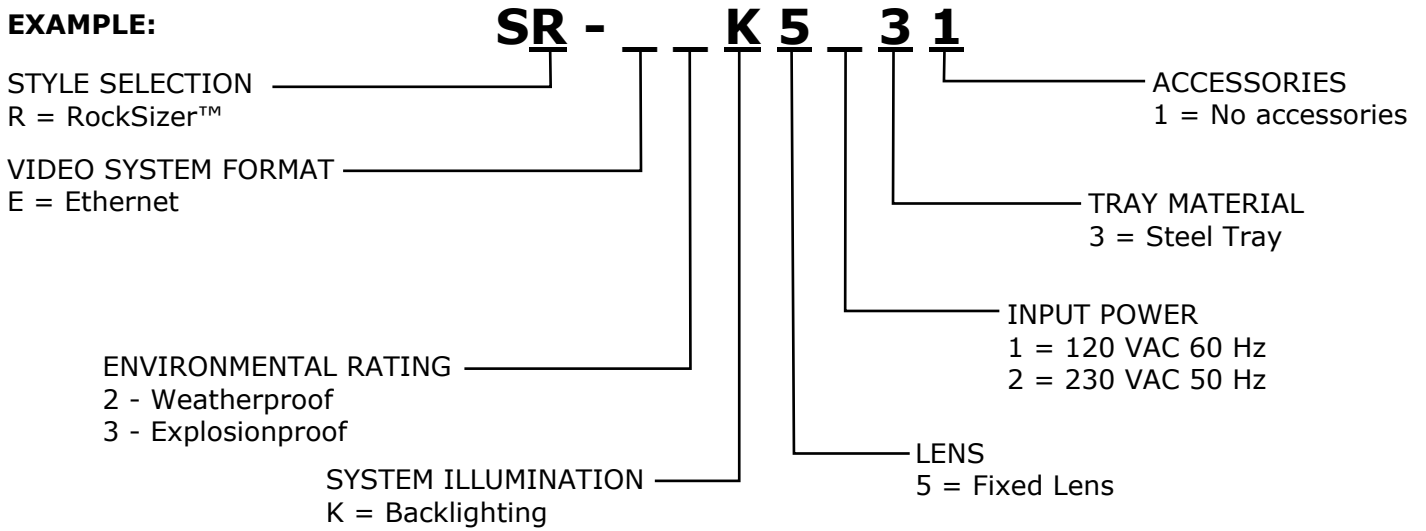 EXAMPLE:
SR - _ _ K 5 _ 3 1
STYLE SELECTION
R = RockSizer™
ACCESSORIES
1 = No accessories
VIDEO SYSTEM FORMAT
E = Ethernet
TRAY MATERIAL
3 = Steel Tray
INPUT POWER
1 = 120 VAC 60 Hz
2 = 230 VAC 50 Hz
ENVIRONMENTAL RATING
2 - Weatherproof
3 - Explosionproof
LENS
5 = Fixed Lens
SYSTEM ILLUMINATION
K = Backlighting